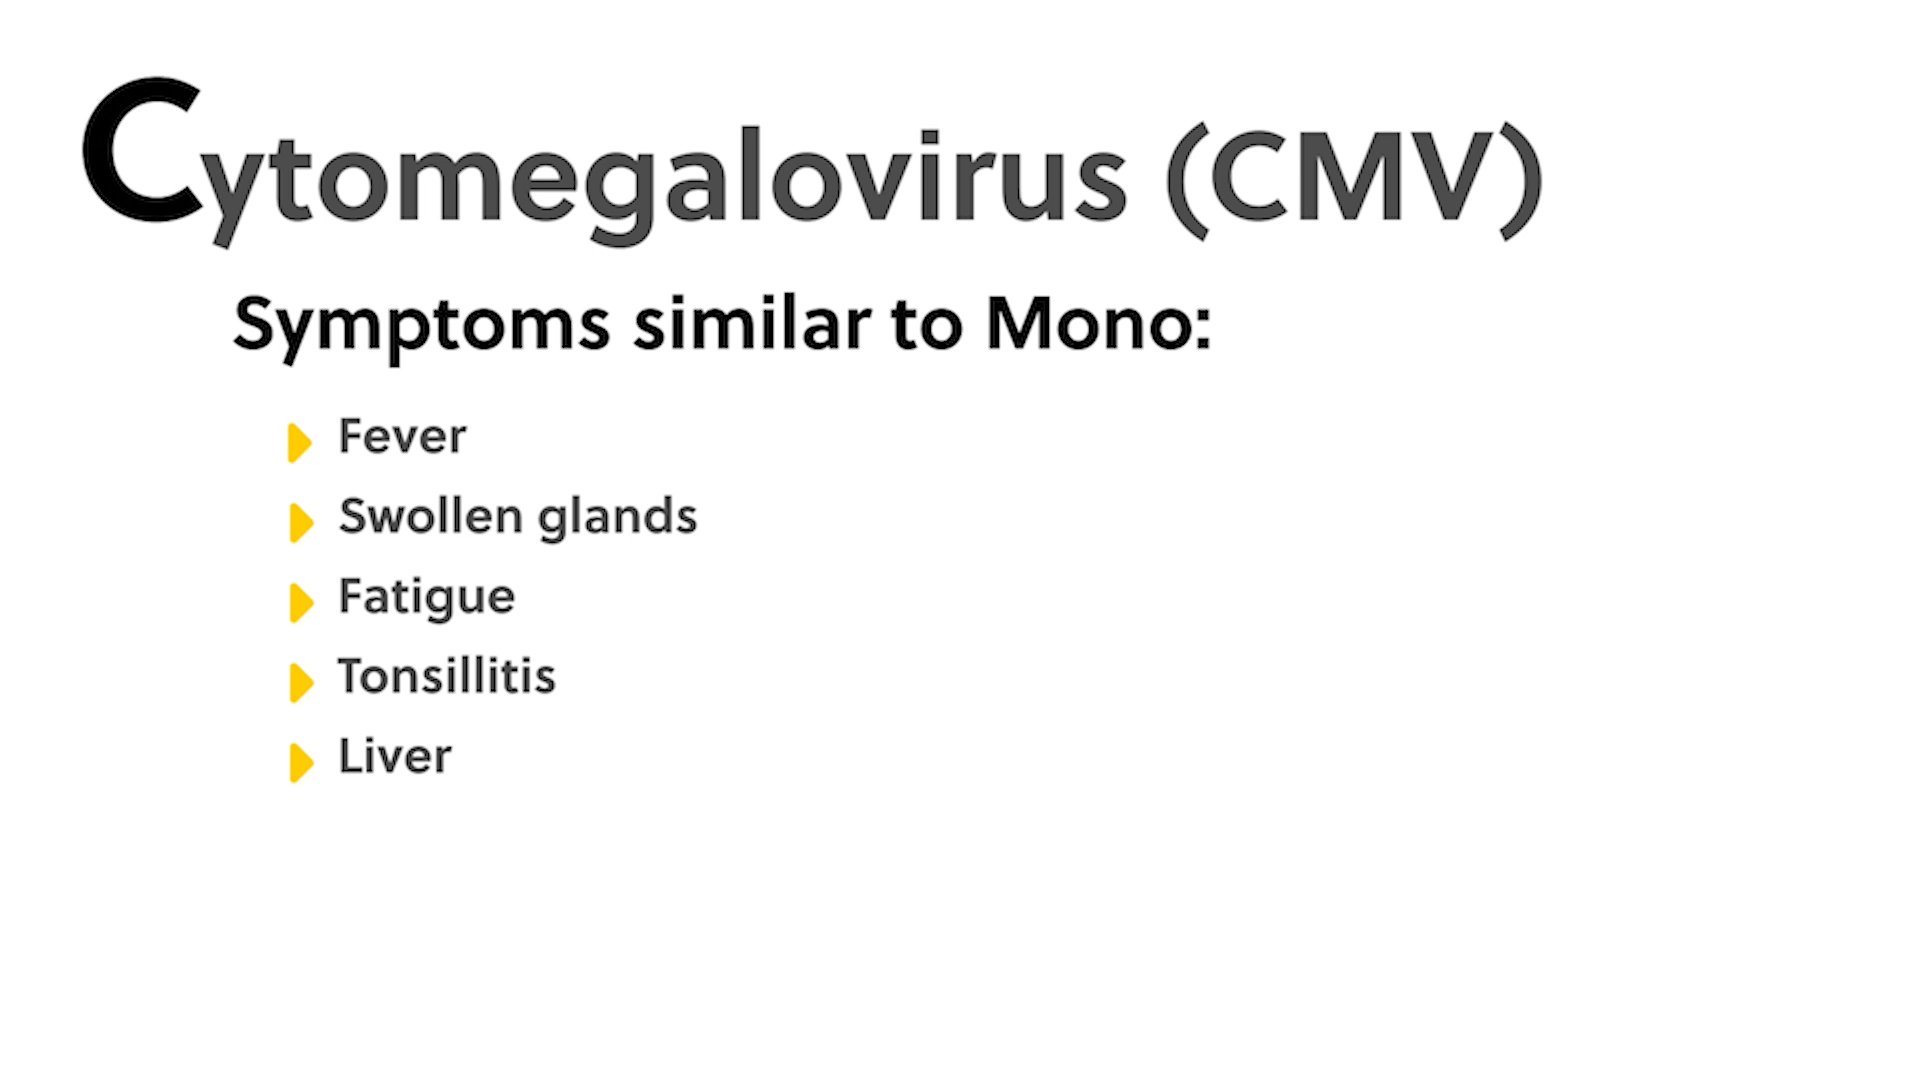 Cytomegalovirus (CMV)
Symptoms similar to Mono:
Fever
Swollen glands
Fatigue
Tonsillitis
Liver